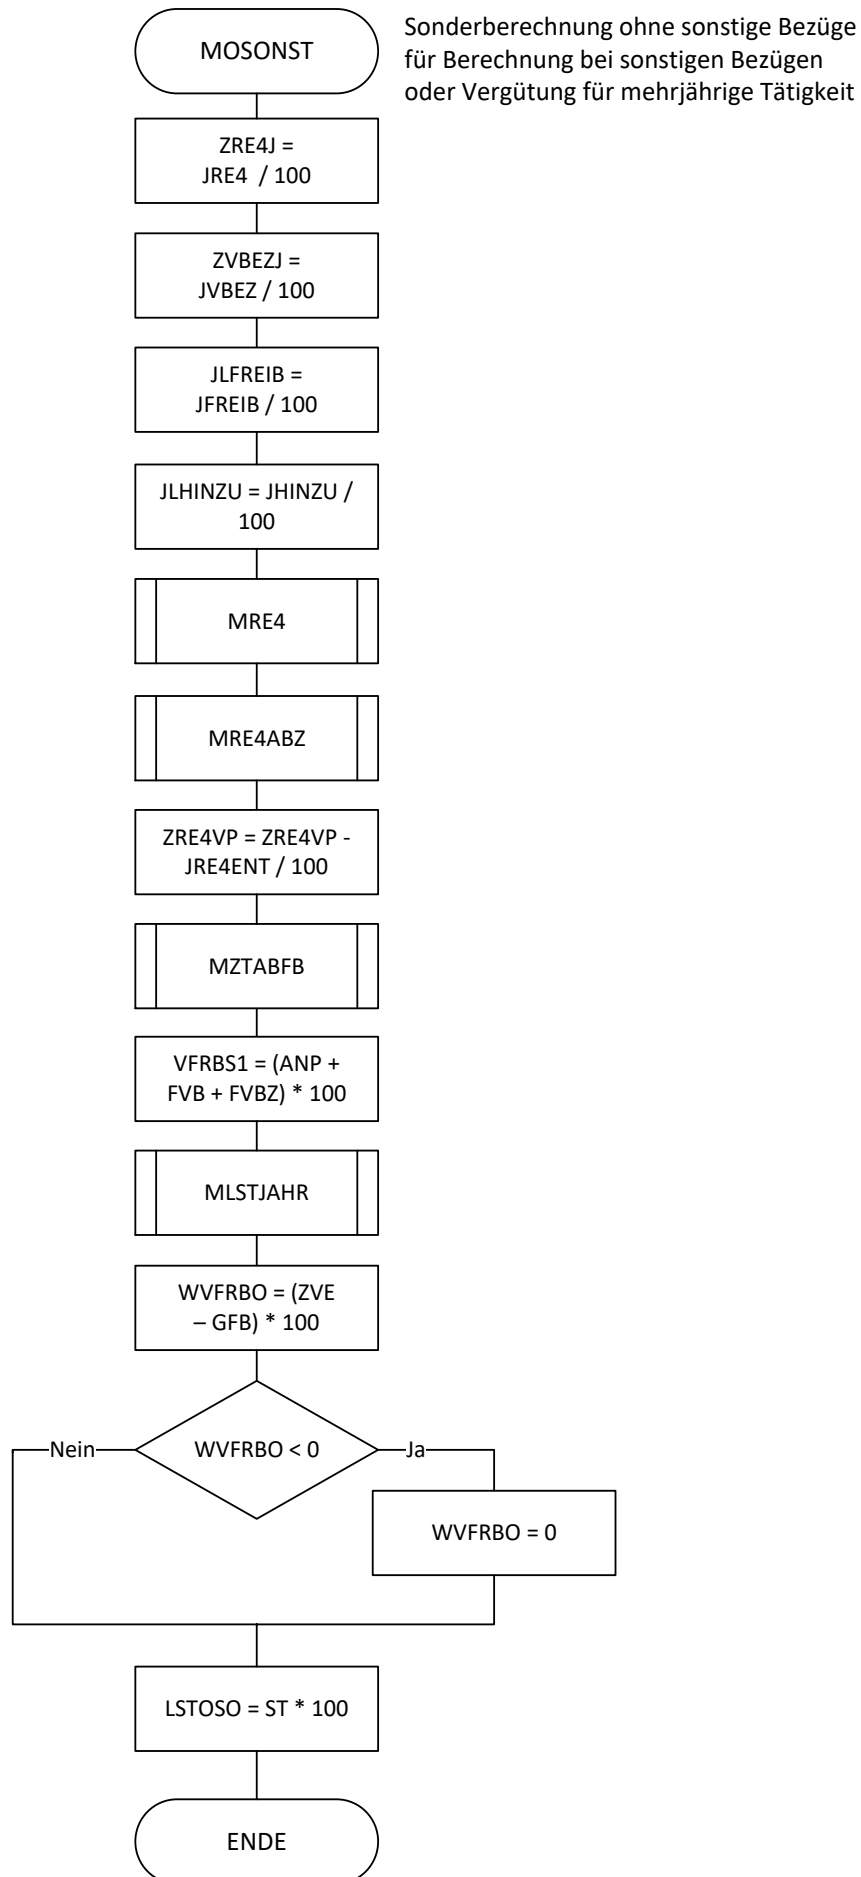 MOSONST
Sonderberechnung ohne sonstige Bezüge
für Berechnung bei sonstigen Bezügen
oder Vergütung für mehrjährige Tätigkeit
ZRE4J =
JRE4 / 100
ZVBEZJ =
JVBEZ / 100
JLFREIB =
JFREIB / 100
JLHINZU = JHINZU /
100
MRE4
MRE4ABZ
ZRE4VP = ZRE4VP -
JRE4ENT / 100
MZTABFB
VFRBS1 = (ANP +
FVB + FVBZ) * 100
MLSTJAHR
WVFRBO = (ZVE
– GFB) * 100
Nein
WVFRBO < 0
Ja
WVFRBO = 0
LSTOSO = ST * 100
ENDE